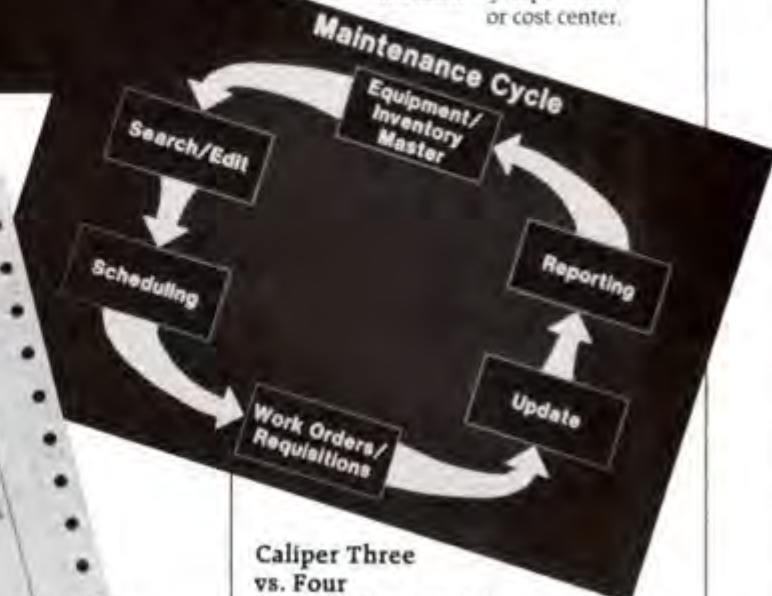 or cost center.
Maintenance Cycle
Equipment/
Inventory
Master
Search/Edit
Scheduling
Work Orders/
Requisitions
Update
Reporting
Caliper Three
vs. Four